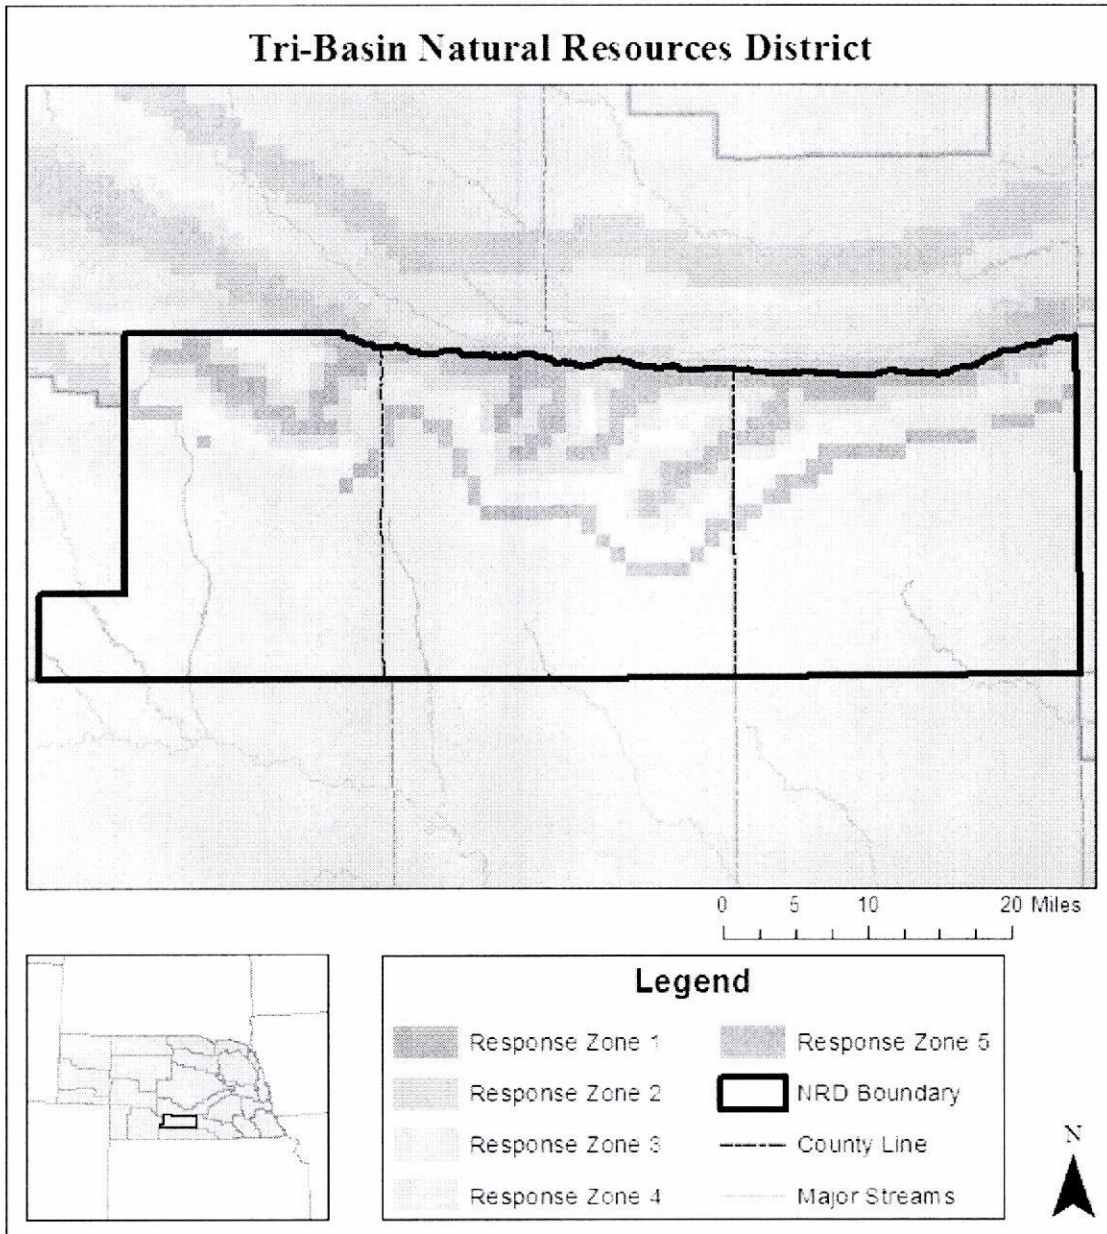 Tri-Basin Natural Resources District
0 5 10 20 Miles
Legend
Response Zone 1
Response Zone 2
Response Zone 3
Response Zone 4
Response Zone 5
NRD Boundary
County Line
Major Streams
N